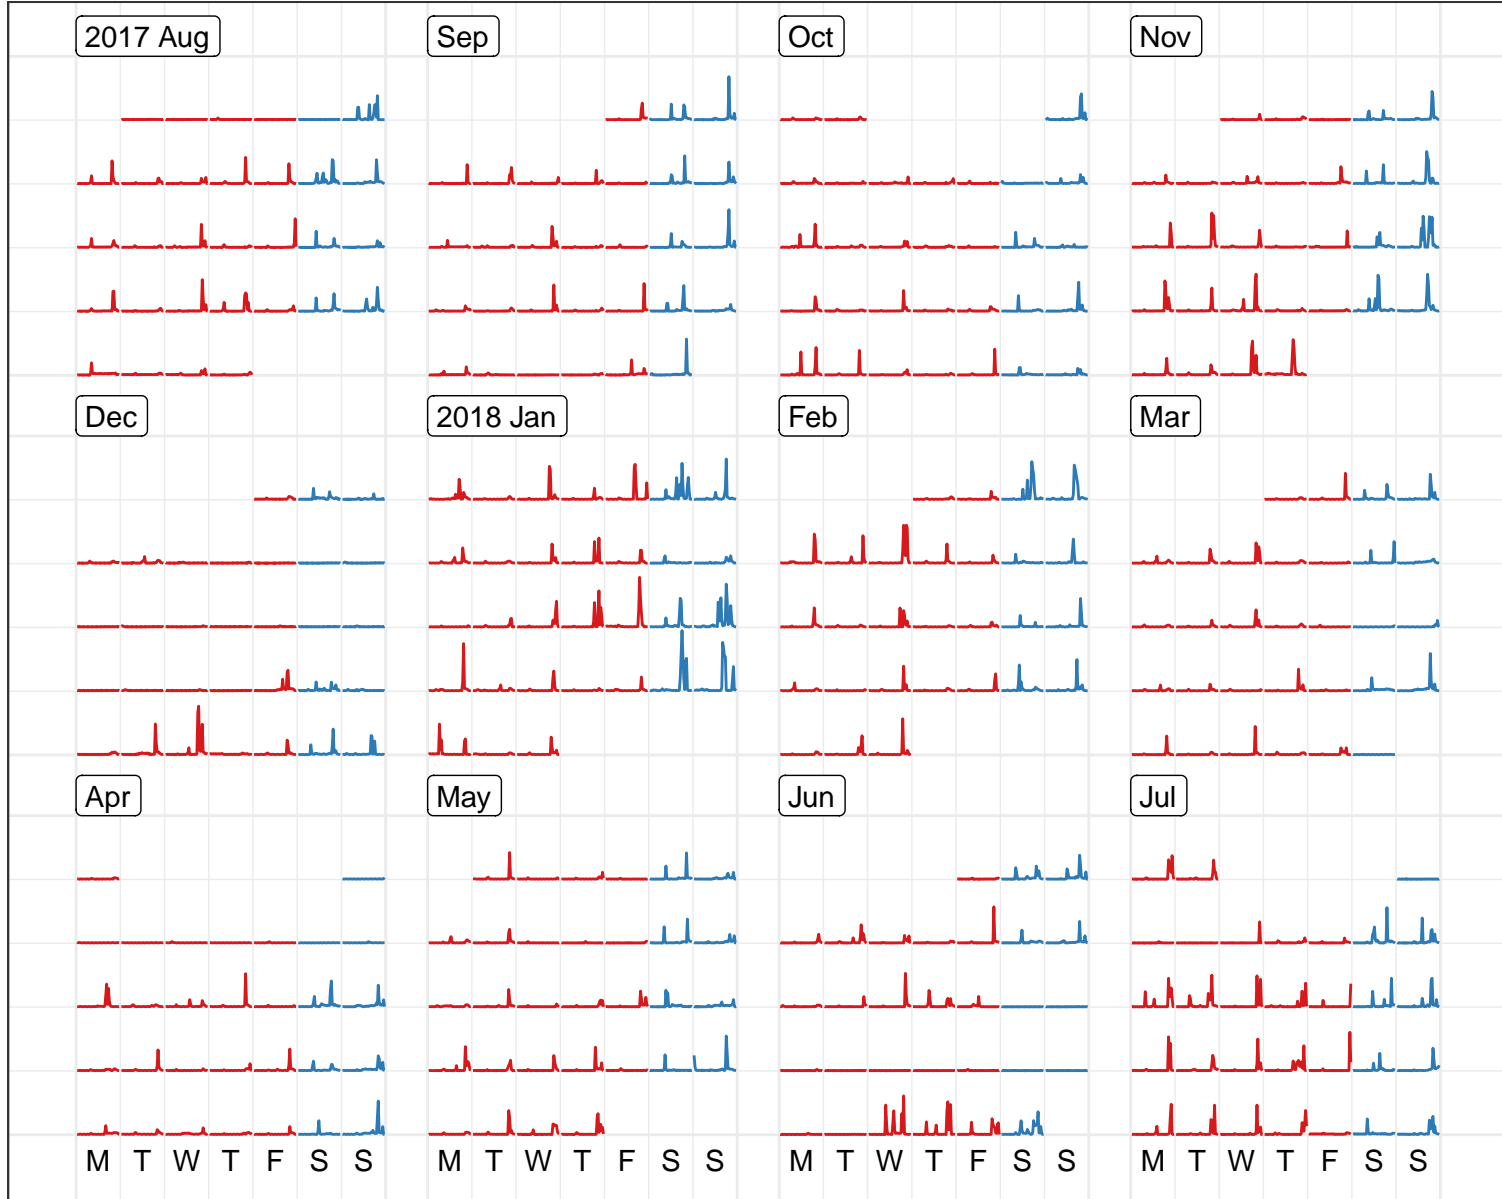 2017 Aug Sep Oct Nov
Dec 2018 Jan Feb Mar
Apr May Jun Jul
M T W T F S S M T W T F S S M T W T F S S M T W T F S S